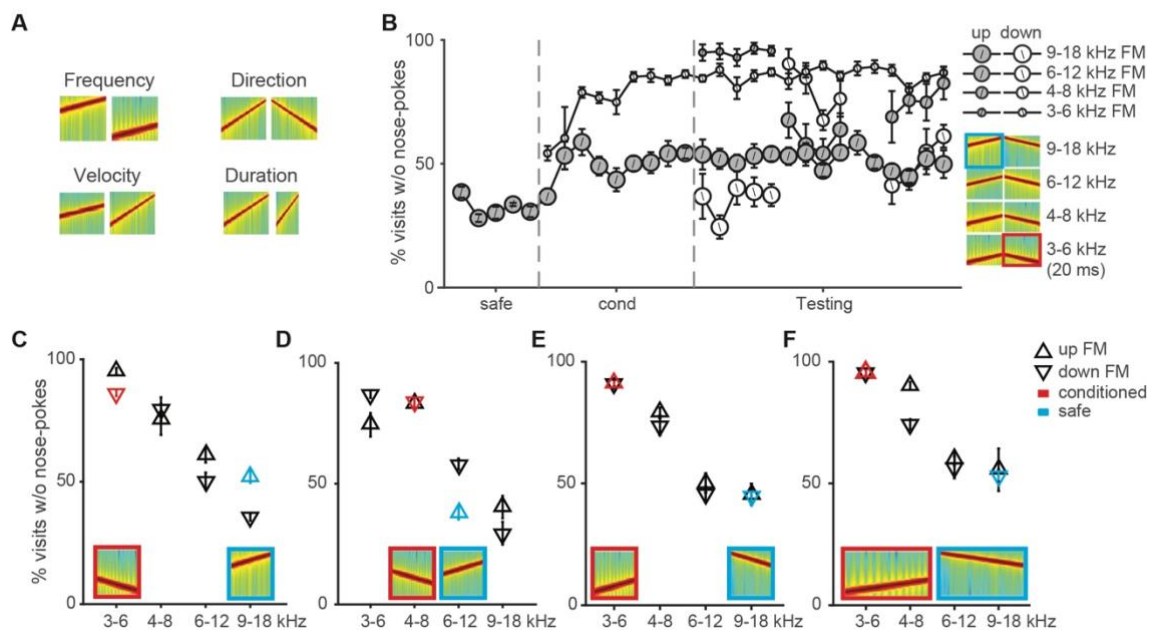 A
Frequency
Direction
Velocity
Duration
B
% visits w/o nose-pokes
100
50
0
safe
cond
Testing
up down
9-18 kHz FM
6-12 kHz FM
4-8 kHz FM
3-6 kHz FM
9-18 kHz
6-12 kHz
4-8 kHz
3-6 kHz
(20 ms)
C
% visits w/o nose-pokes
100
50
0
3-6 4-8 6-12 9-18 kHz
D
100
50
0
3-6 4-8 6-12 9-18 kHz
E
100
50
0
3-6 4-8 6-12 9-18 kHz
F
100
50
0
3-6 4-8 6-12 9-18 kHz
up FM
down FM
conditioned
safe